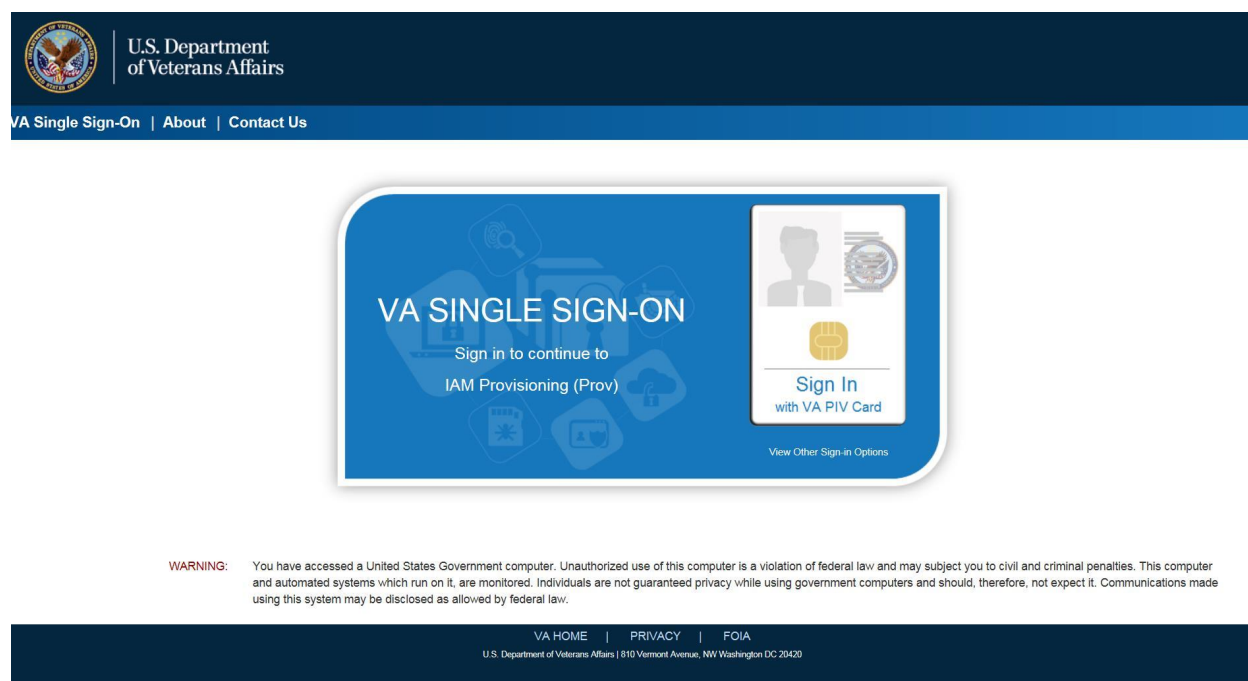 U.S. Department
of Veterans Affairs
VA Single Sign-On | About | Contact Us
VA SINGLE SIGN-ON
Sign in to continue to
IAM Provisioning (Prov)
Sign In
with VA PIV Card
View Other Sign-in Options
WARNING: You have accessed a United States Government computer. Unauthorized use of this computer is a violation of federal law and may subject you to civil and criminal penalties. This computer
and automated systems which run on it, are monitored. Individuals are not guaranteed privacy while using government computers and should, therefore, not expect it. Communications made
using this system may be disclosed as allowed by federal law.
VA HOME | PRIVACY | FOIA
U.S. Department of Veterans Affairs | 810 Vermont Avenue, NW Washington DC 20420